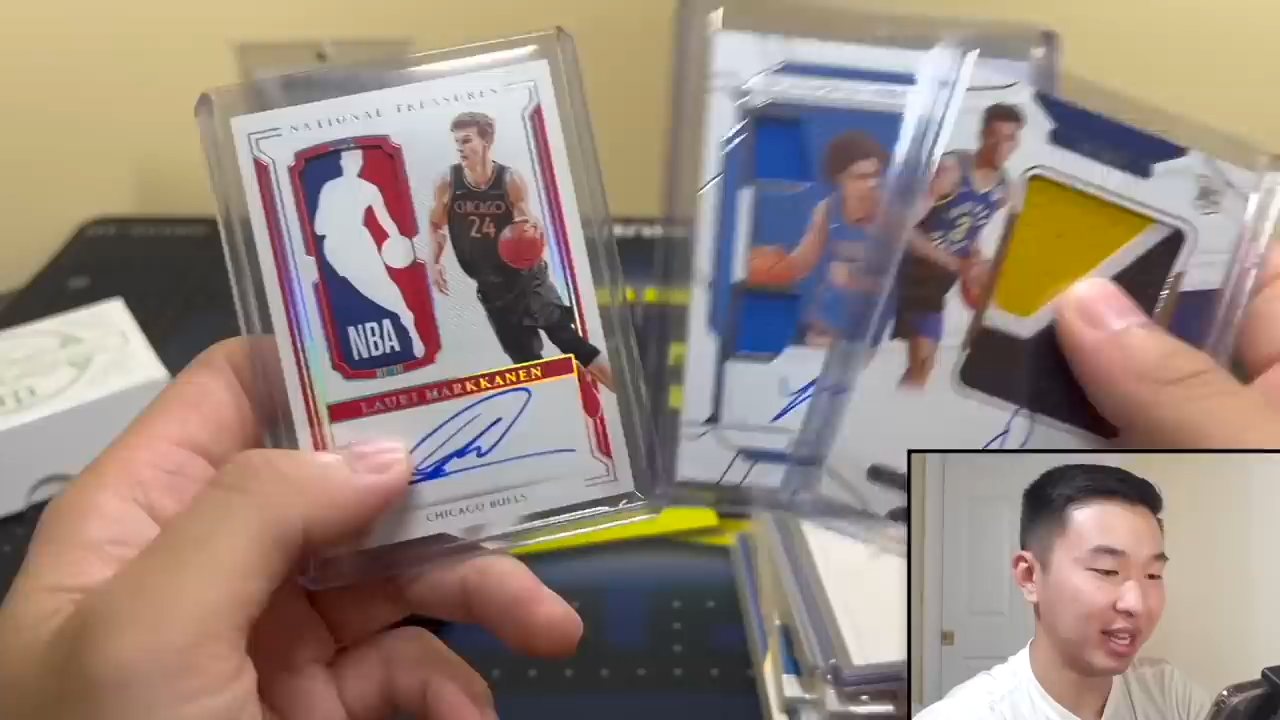 NATIONAL TREASURES
CHICAGO
24
NBA
LAURI MARKKANEN
CHICAGO BULLS